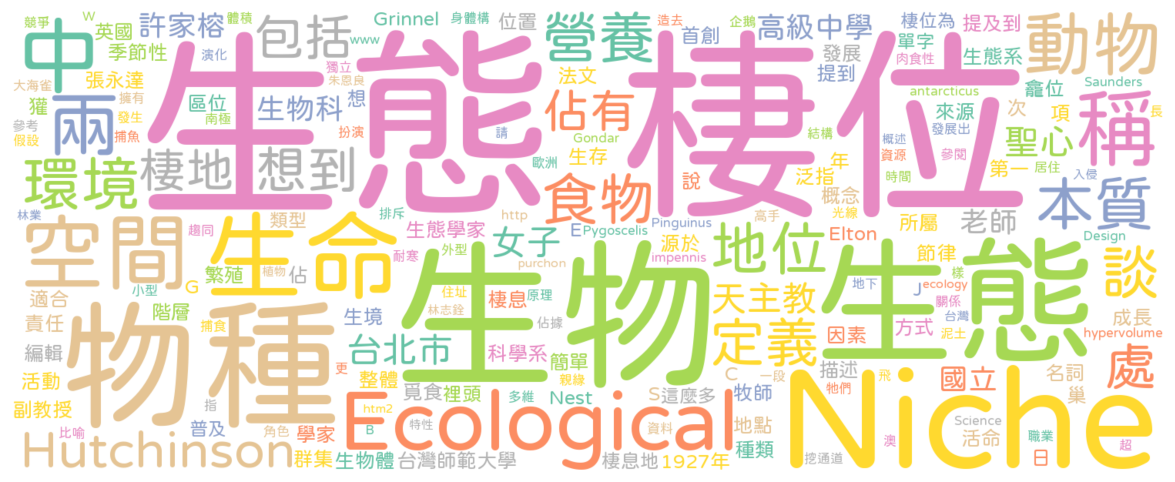 競爭 W 英國 許家榕 體積 Grinnel 身體構 位置 營養 企鵝 造去 首創 高級中學 棲位為 單字 提及到 動物
中 季節性 包括 www 法文 發展 提到 肉食性 生態系
大海雀 張永達 演化 生態棲位 獨立 朱恩良 antarcticus 龕位 Saunders
獾 擁有 區位 生物科 想 佔有 來源 次 項 稱 長
兩 發生 南極 扮演 請 Gondar 結構 概述 發展出 聖心
參考 假設 捕魚 棲地 想到 歐洲 生存 說 年 泛指 資源 參閱 第一 居住
環境 食物 概念 時間 入侵 本質
林業 類型 排斥 生態學家 http Pinguinus 高手 光線 所屬 老師
空間 趨同 生命 耐寒 外型 女子 E Pygoscelis 源於 impennis 地位 Elton 節律 Design 談
繁殖 植物 佔 purchon 樣
適合 小型 G 住址 原理 生物 生態 地下 J ecology
責任 階層 生境 林志銓 棲息 佔據 天主教 因素 方式 關係 台灣 成長
編輯 物種 捕食 台北市 科學系 簡單 定義 泥土 hypervolume
活動 更 整體 覓食 裡頭 親緣 C 一段 描述 牠們 飛 國立 名詞 處
副教授 指 htm2 多維 Nest S 這麼多 牧師 巢
比喻 普及 角色 學家 B Ecological 特性 資料 地點 Niche 澳 Science 職業 超
Hutchinson 群集 生物體 台灣師範大學 棲息地 1927年 種類 挖通道 活命 日